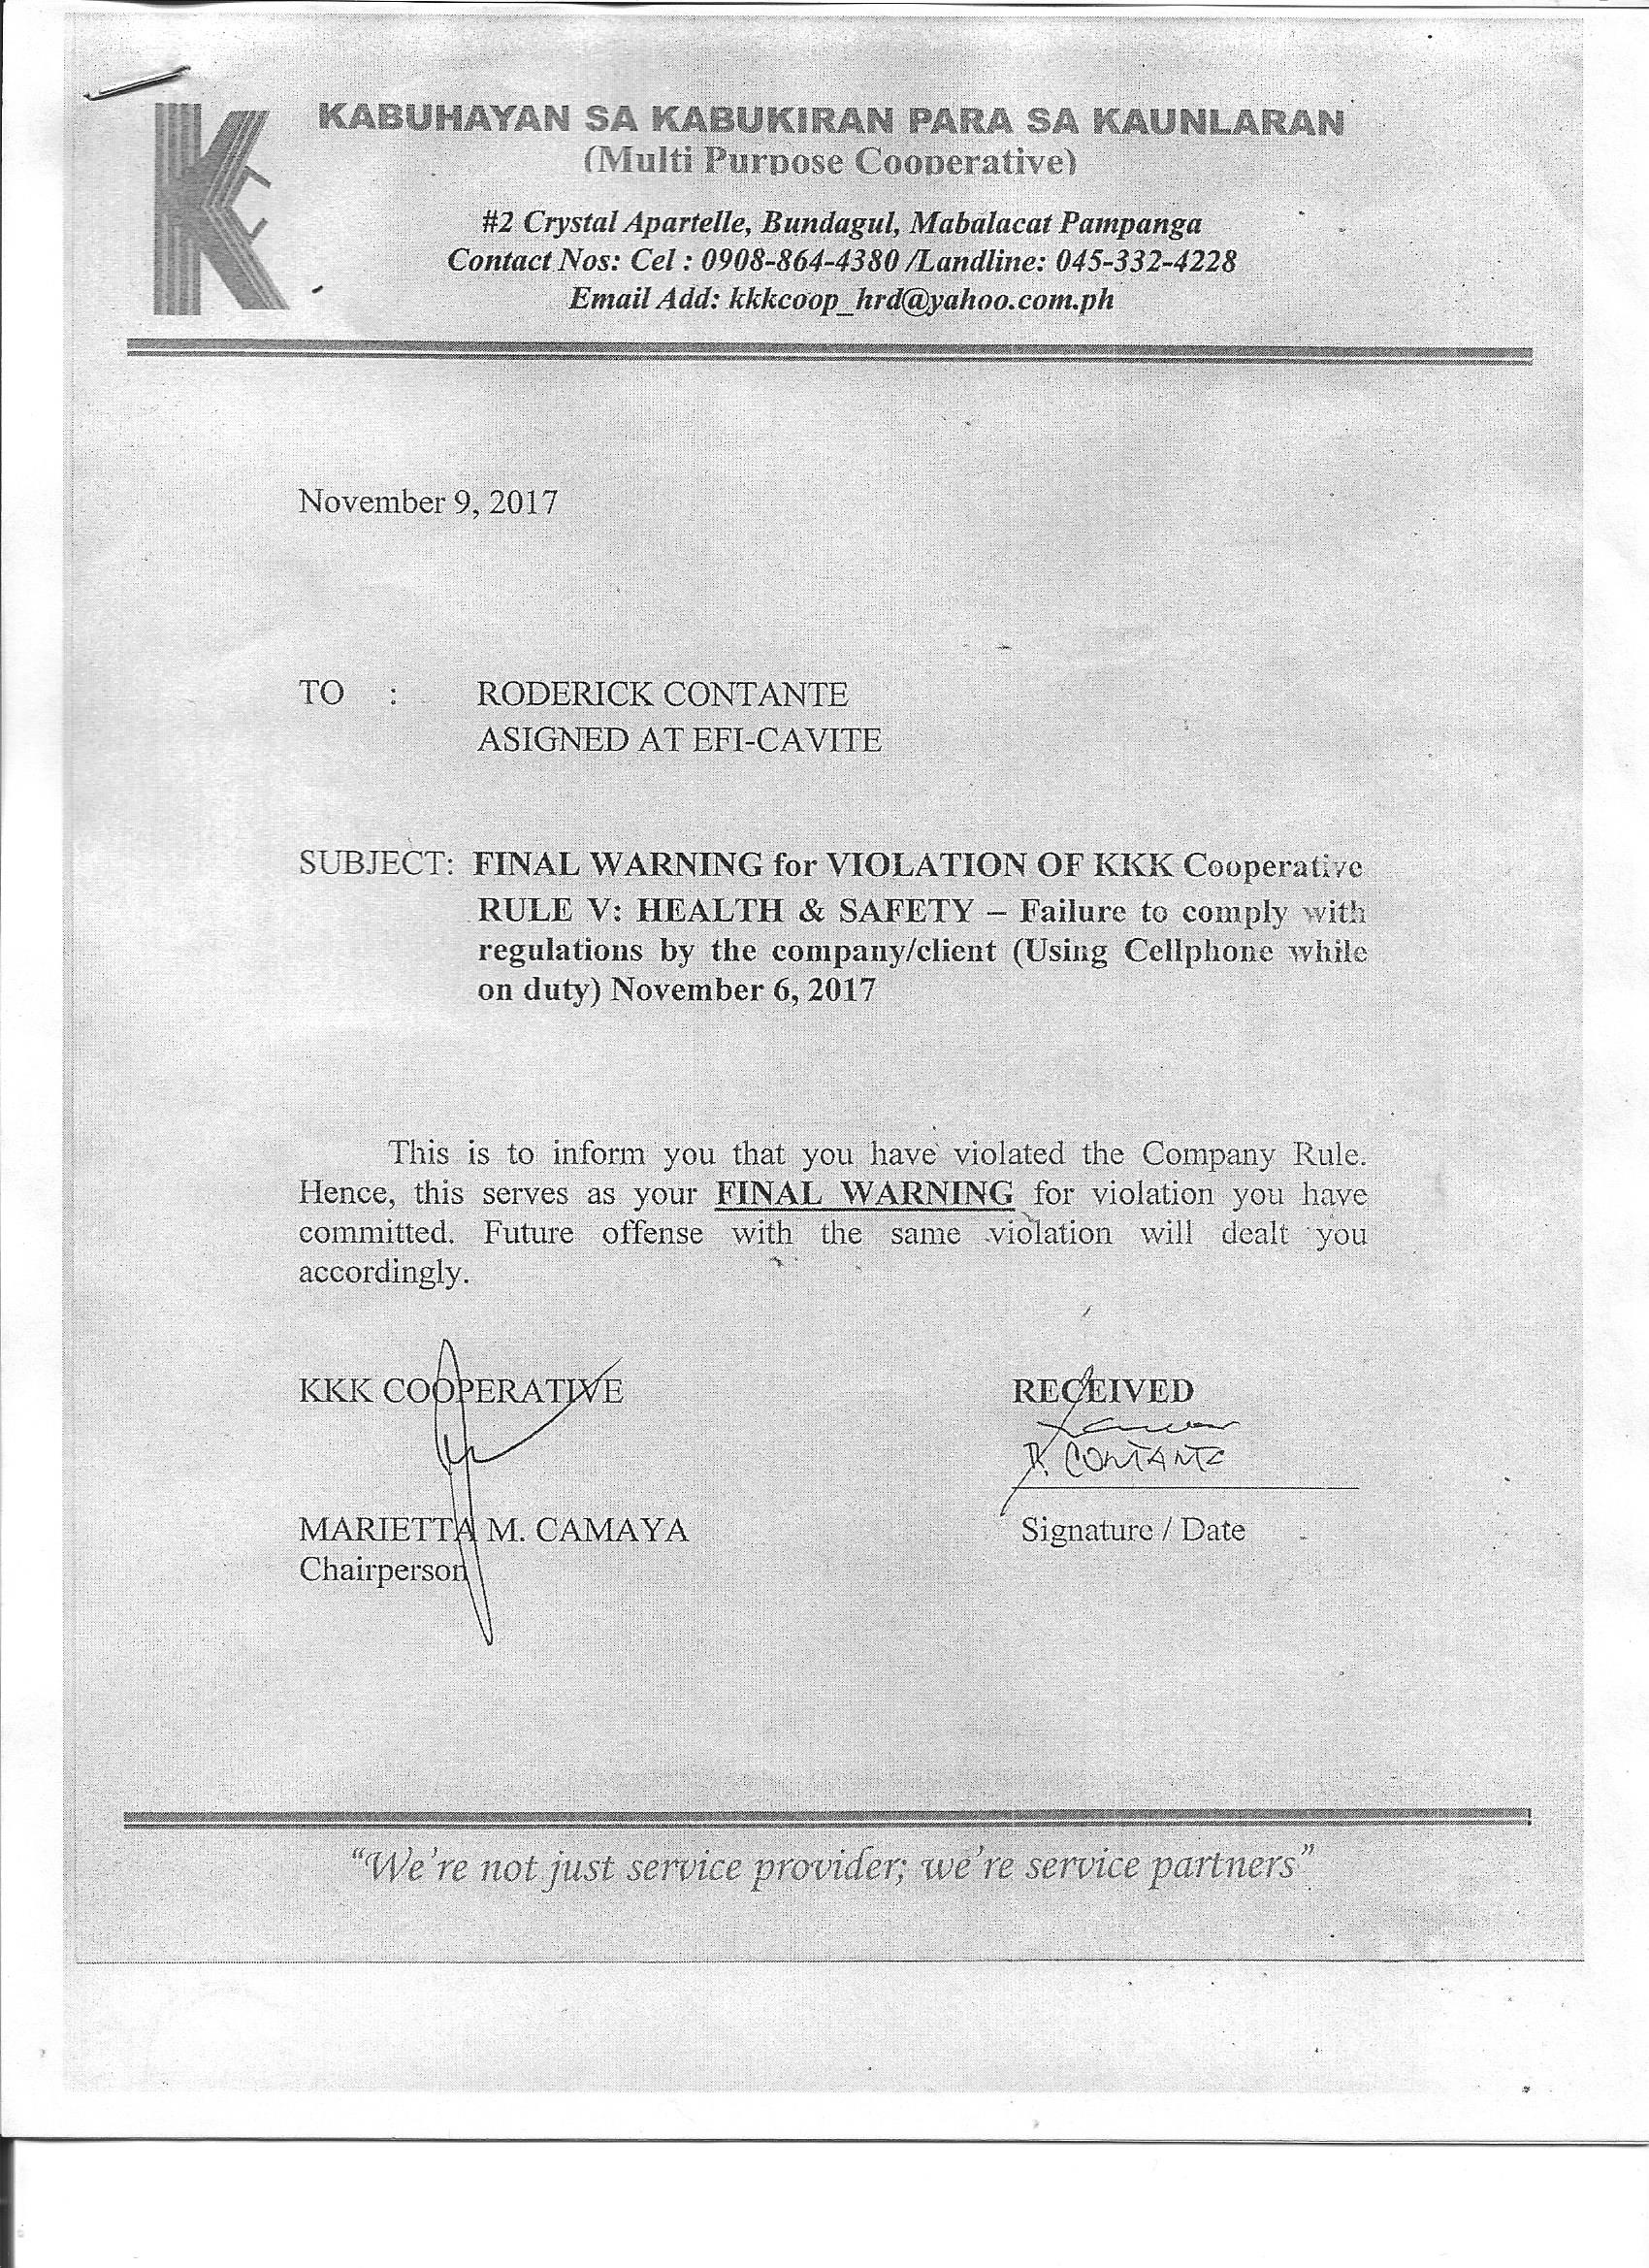 KABUHAYAN SA KABUKIRAN PARA SA KAUNLARAN
(Multi Purpose Cooperative)
#2 Crystal Apartelle, Bundagul, Mabalacat Pampanga
Contact Nos: Cel : 0908-864-4380 /Landline: 045-332-4228
Email Add: kkkcoop_hrd@yahoo.com.ph
November 9, 2017
TO : RODERICK CONTANTE
ASIGNED AT EFI-CAVITE
SUBJECT: FINAL WARNING for VIOLATION OF KKK Cooperative
RULE V: HEALTH & SAFETY – Failure to comply with
regulations by the company/client (Using Cellphone while
on duty) November 6, 2017
This is to inform you that you have violated the Company Rule.
Hence, this serves as your FINAL WARNING for violation you have
committed. Future offense with the same violation will dealt you
accordingly.
KKK COOPERATIVE RECEIVED
R. CONTANTE
MARIETTA M. CAMAYA Signature / Date
Chairperson
“We're not just service provider; we're service partners”